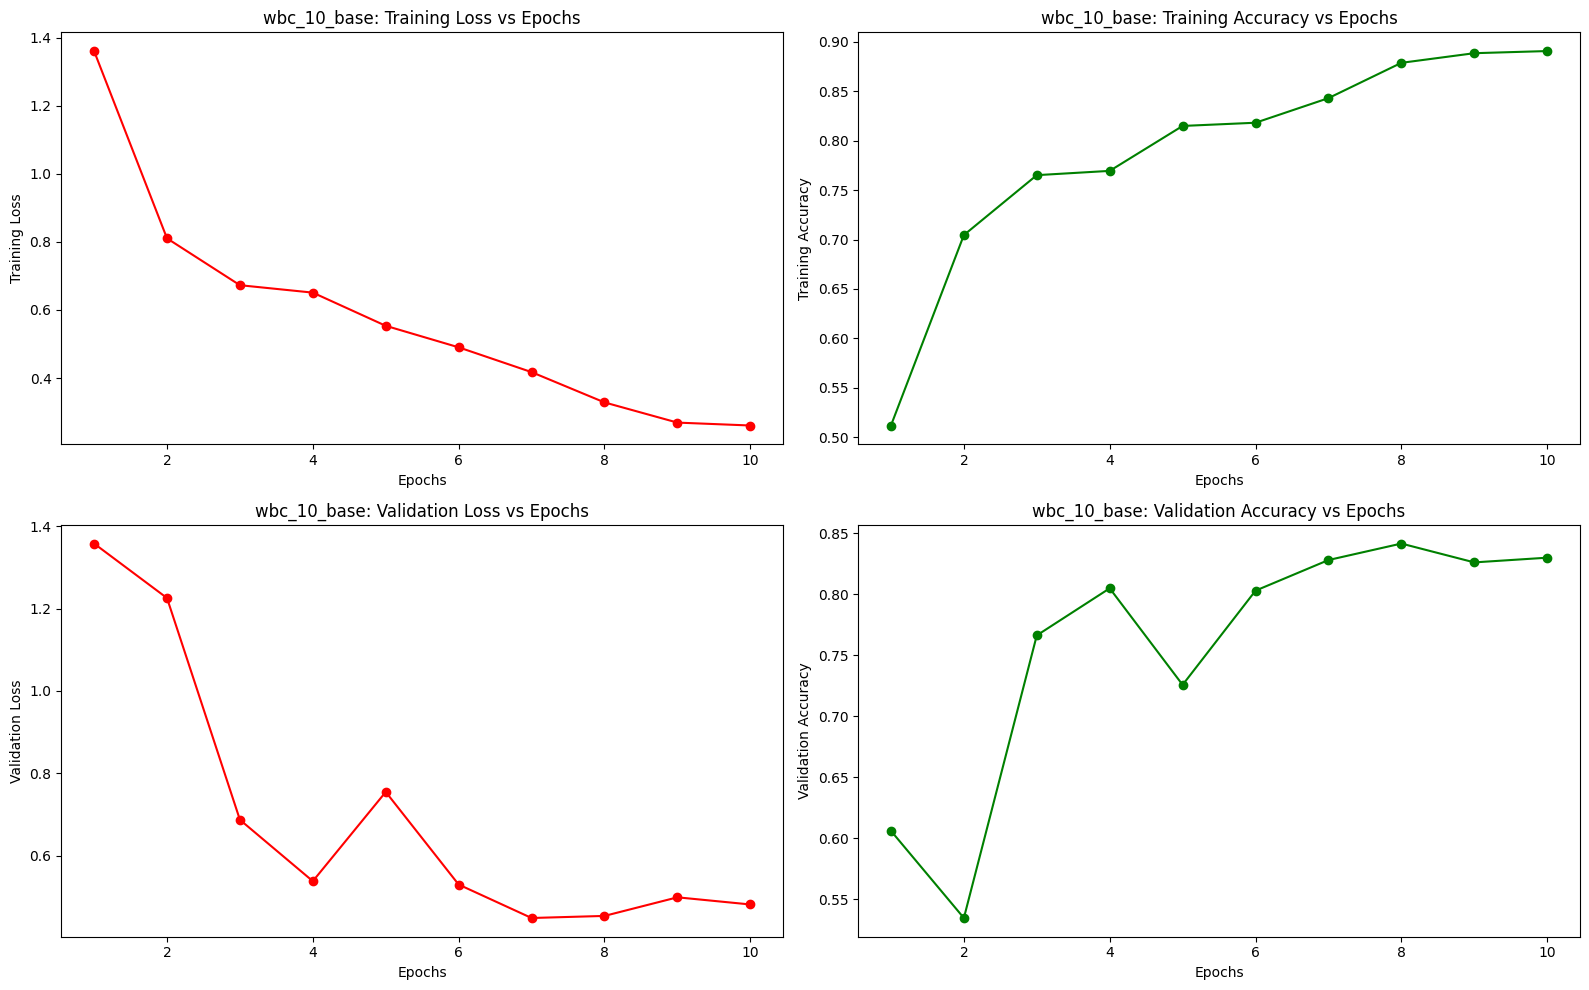 wbc_10_base: Training Loss vs Epochs
1.4
1.2
1.0
0.8
0.6
0.4
Training Loss
2 4 6 8 10
Epochs
wbc_10_base: Training Accuracy vs Epochs
0.90
0.85
0.80
0.75
0.70
0.65
0.60
0.55
0.50
Training Accuracy
2 4 6 8 10
Epochs
wbc_10_base: Validation Loss vs Epochs
1.4
1.2
1.0
0.8
0.6
Validation Loss
2 4 6 8 10
Epochs
wbc_10_base: Validation Accuracy vs Epochs
0.85
0.80
0.75
0.70
0.65
0.60
0.55
Validation Accuracy
2 4 6 8 10
Epochs